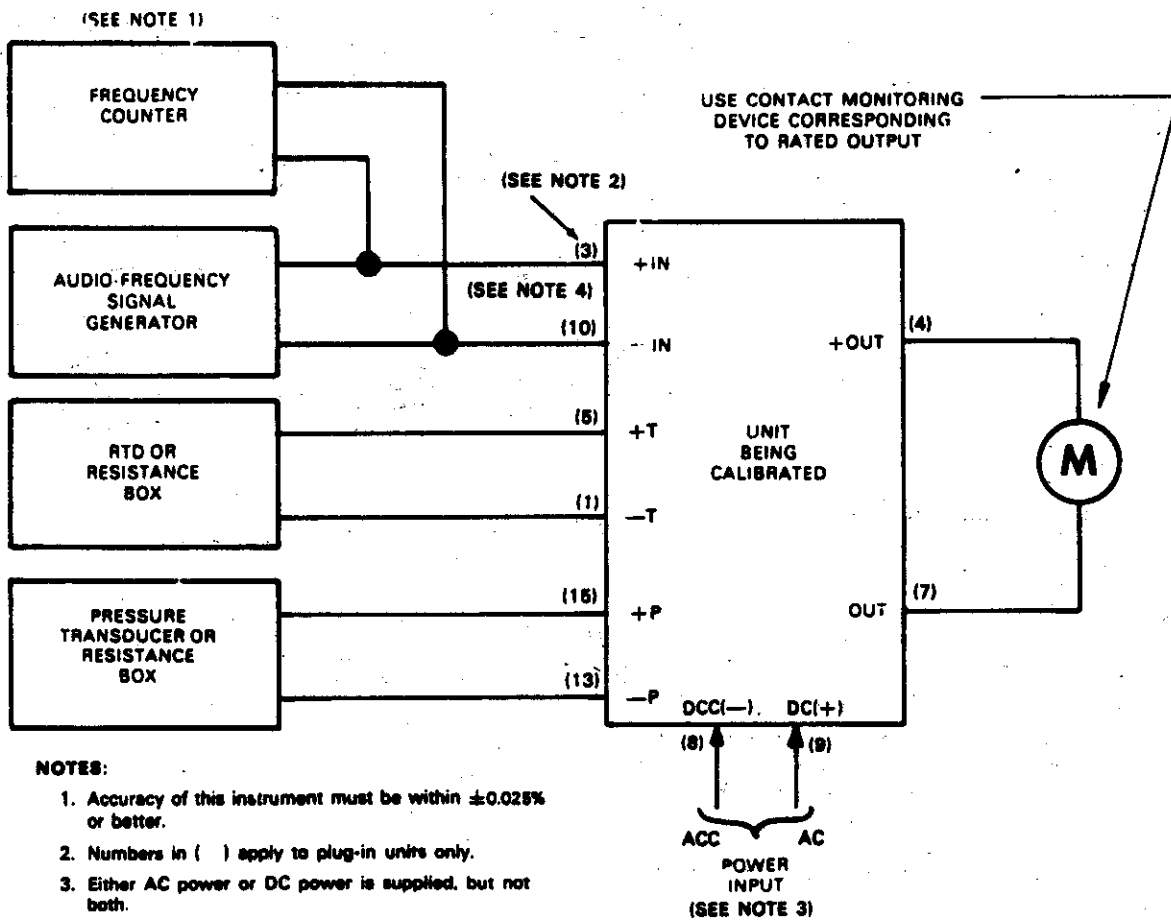 (SEE NOTE 1)
FREQUENCY
COUNTER
USE CONTACT MONITORING
DEVICE CORRESPONDING
TO RATED OUTPUT
(SEE NOTE 2)
AUDIO-FREQUENCY
SIGNAL
GENERATOR
(3)
+IN
(SEE NOTE 4)
(10)
-IN
+OUT
(4)
RTD OR
RESISTANCE
BOX
(5)
+T
(1)
—T
UNIT
BEING
CALIBRATED
M
PRESSURE
TRANSDUCER OR
RESISTANCE
BOX
(15)
+P
(13)
—P
OUT
(7)
DCC(—)
DC(+)
(8)
(9)
ACC
AC
POWER
INPUT
(SEE NOTE 3)
NOTES:
1. Accuracy of this instrument must be within ±0.025%
or better.
2. Numbers in ( ) apply to plug-in units only.
3. Either AC power or DC power is supplied, but not
both.